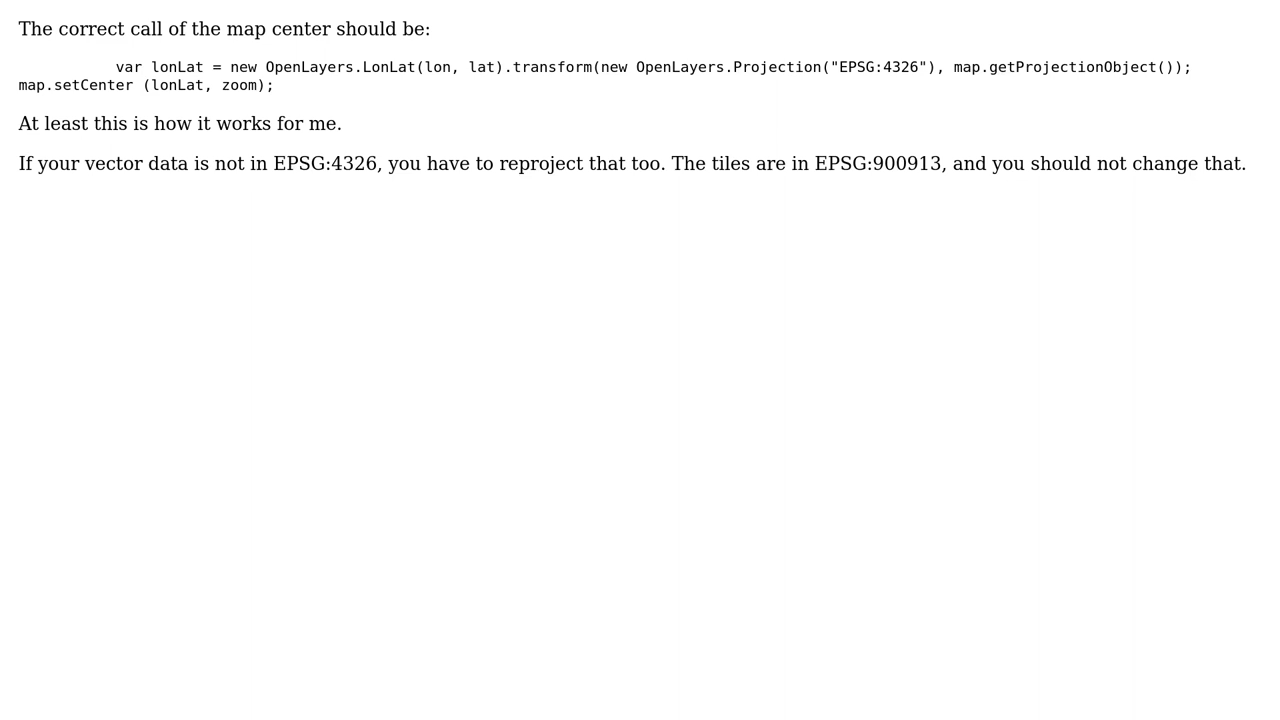 The correct call of the map center should be:
var lonLat = new OpenLayers.LonLat(lon, lat).transform(new OpenLayers.Projection("EPSG:4326"), map.getProjectionObject());
map.setCenter (lonLat, zoom);
At least this is how it works for me.
If your vector data is not in EPSG:4326, you have to reproject that too. The tiles are in EPSG:900913, and you should not change that.